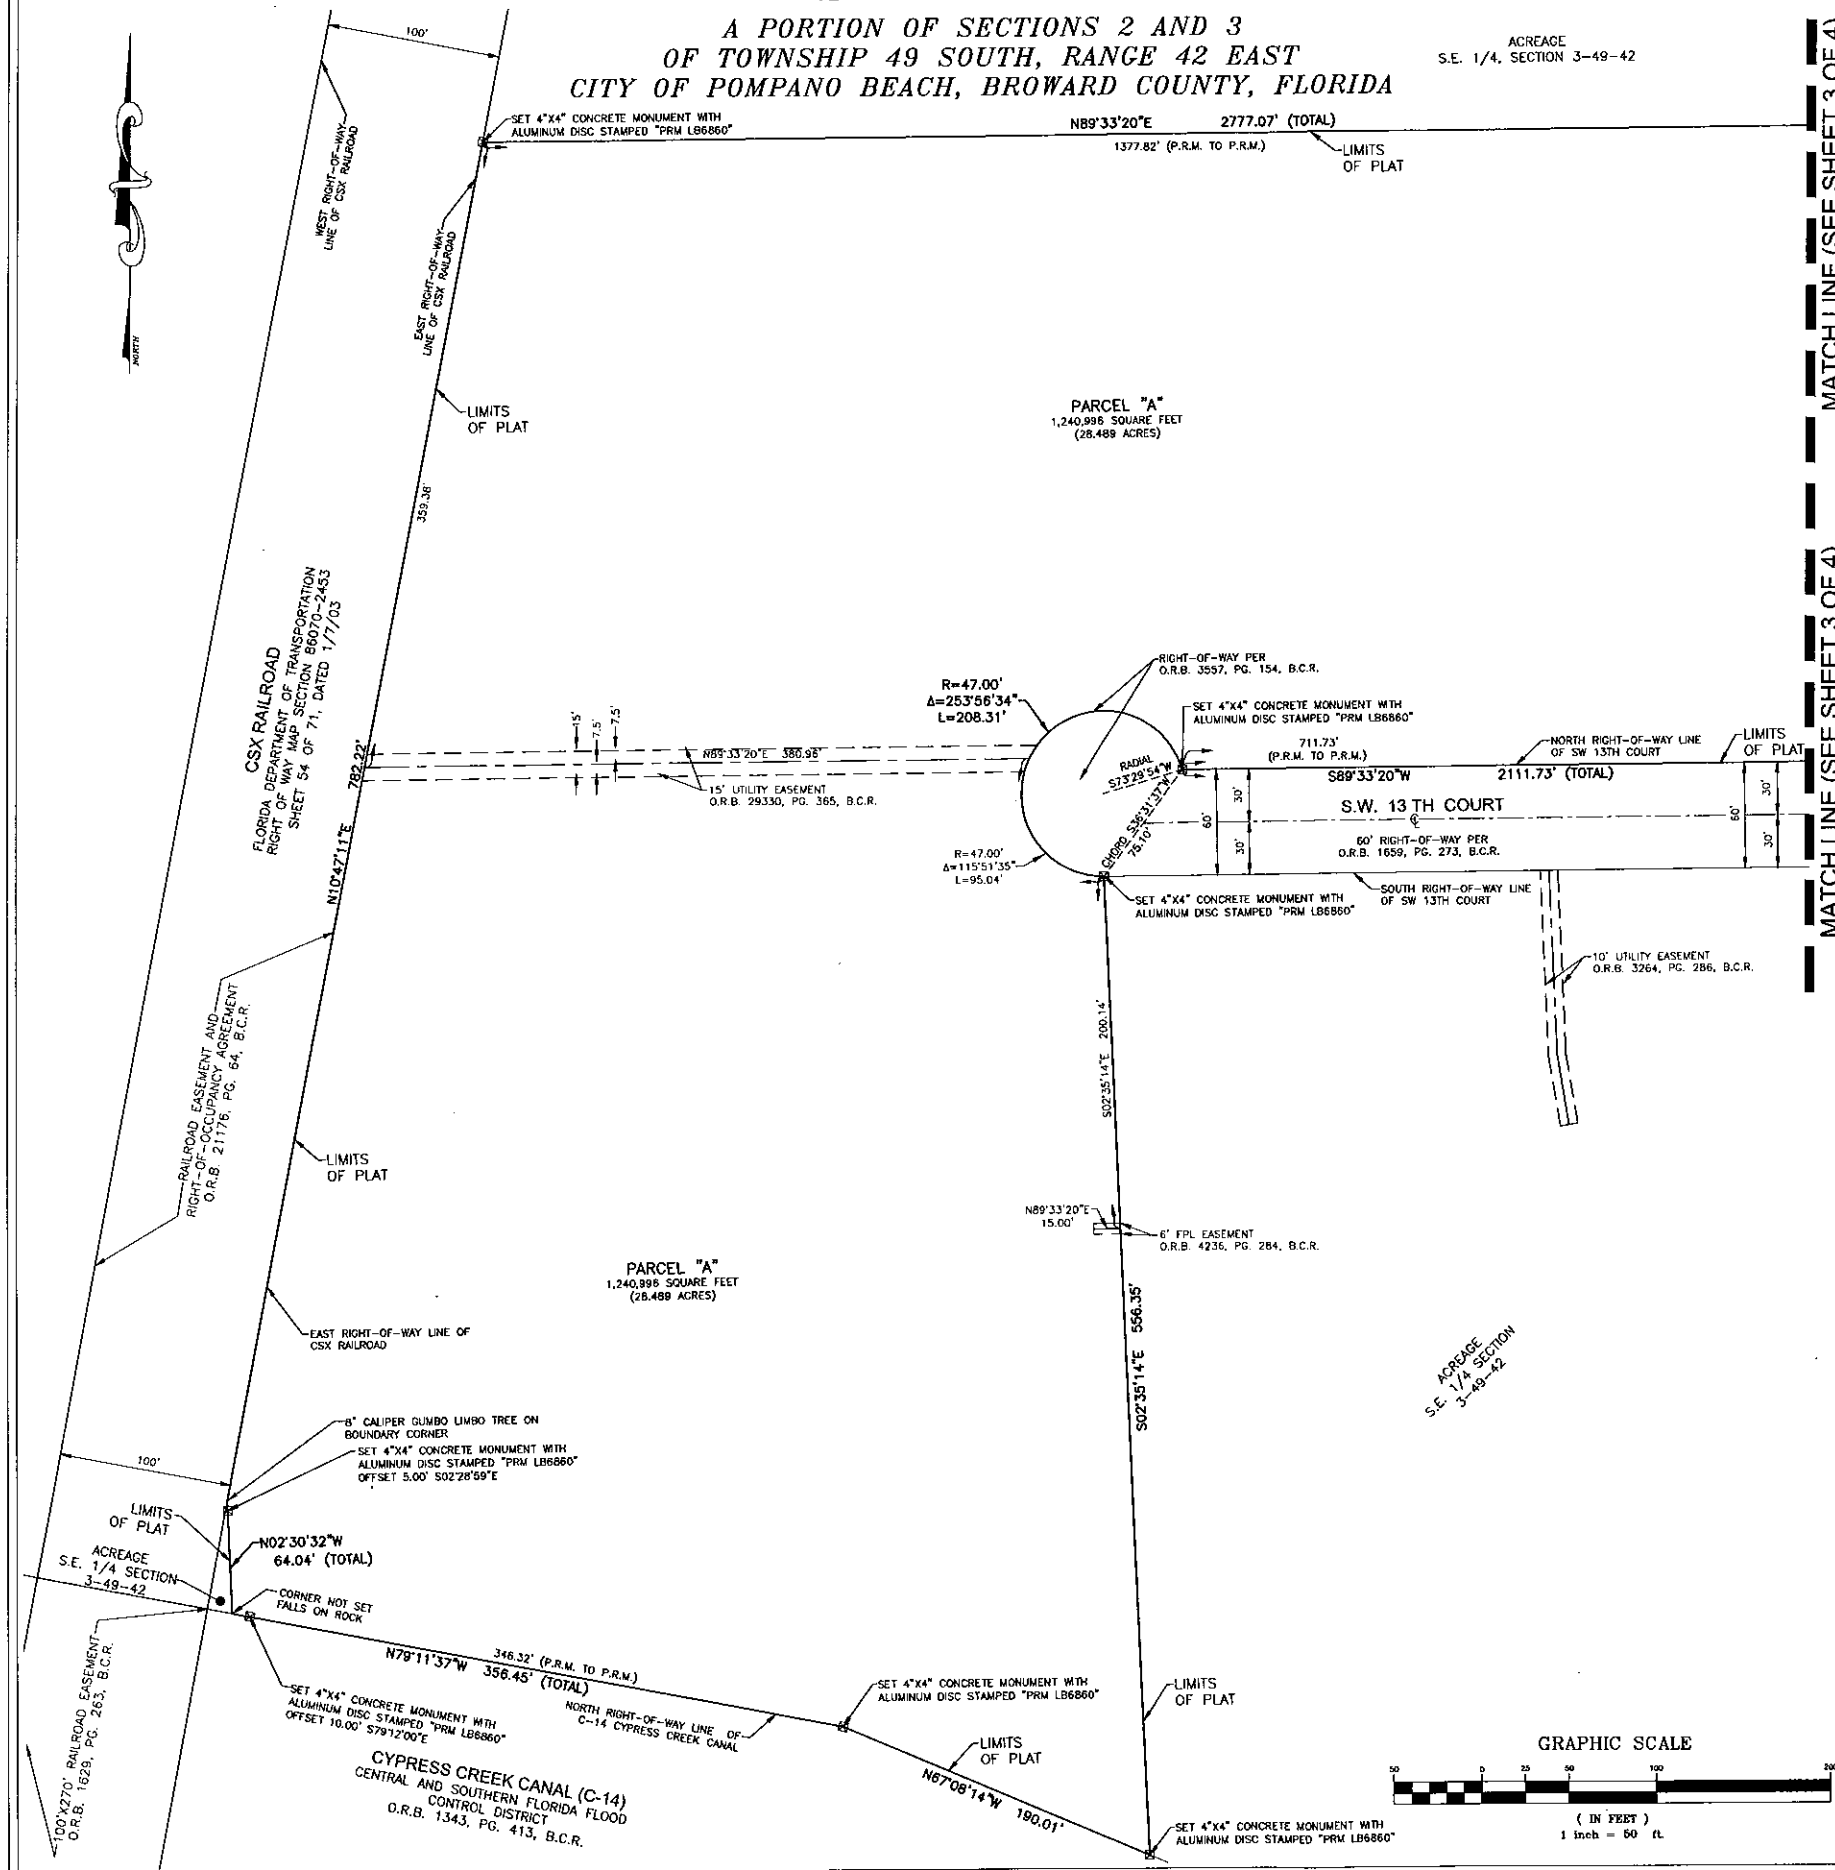 A PORTION OF SECTIONS 2 AND 3
OF TOWNSHIP 49 SOUTH, RANGE 42 EAST
CITY OF POMPANO BEACH, BROWARD COUNTY, FLORIDA
ACREAGE
S.E. 1/4, SECTION 3-49-42
100'
NORTH
WEST RIGHT-OF-WAY
LINE OF CSX RAILROAD
SET 4"X4" CONCRETE MONUMENT WITH
ALUMINUM DISC STAMPED "PRM LB6860"
N89°33'20"E 2777.07' (TOTAL)
1377.82' (P.R.M. TO P.R.M.)
LIMITS
OF PLAT
EAST RIGHT-OF-WAY
LINE OF CSX RAILROAD
MATCH LINE (SEE SHEET 3 OF 4)
LIMITS
OF PLAT
PARCEL "A"
1,240,996 SQUARE FEET
(28.489 ACRES)
359.38'
CSX RAILROAD
FLORIDA DEPARTMENT OF TRANSPORTATION
RIGHT OF WAY MAP SECTION 86070-2453
SHEET 54 OF 71, DATED 1/7/03
N10°47'11"E 782.22'
15'
7.5'
7.5'
N89°33'20"E 380.96'
15' UTILITY EASEMENT
O.R.B. 29330, PG. 365, B.C.R.
R=47.00'
Δ=253°56'34"
L=208.31'
RIGHT-OF-WAY PER
O.R.B. 3557, PG. 154, B.C.R.
SET 4"X4" CONCRETE MONUMENT WITH
ALUMINUM DISC STAMPED "PRM LB6860"
711.73'
(P.R.M. TO P.R.M.)
NORTH RIGHT-OF-WAY LINE
OF SW 13TH COURT
LIMITS
OF PLAT
RADIAL
S73°29'54"W
S89°33'20"W 2111.73' (TOTAL)
CHORD S36°31'37"W
75.10'
60'
30'
30'
S.W. 13 TH COURT
60' RIGHT-OF-WAY PER
O.R.B. 1659, PG. 273, B.C.R.
60'
30'
30'
R=47.00'
Δ=115°51'35"
L=95.04'
SET 4"X4" CONCRETE MONUMENT WITH
ALUMINUM DISC STAMPED "PRM LB6860"
SOUTH RIGHT-OF-WAY LINE
OF SW 13TH COURT
MATCH LINE (SEE SHEET 3 OF 4)
10' UTILITY EASEMENT
O.R.B. 3264, PG. 286, B.C.R.
RAILROAD EASEMENT AND
RIGHT-OF-OCCUPANCY AGREEMENT
O.R.B. 21176, PG. 64, B.C.R.
S02°35'14"E 200.14'
LIMITS
OF PLAT
N89°33'20"E
15.00'
6' FPL EASEMENT
O.R.B. 4236, PG. 284, B.C.R.
PARCEL "A"
1,240,996 SQUARE FEET
(28.489 ACRES)
S02°35'14"E 556.35'
EAST RIGHT-OF-WAY LINE OF
CSX RAILROAD
ACREAGE
S.E. 1/4 SECTION
3-49-42
8" CALIPER GUMBO LIMBO TREE ON
BOUNDARY CORNER
SET 4"X4" CONCRETE MONUMENT WITH
ALUMINUM DISC STAMPED "PRM LB6860"
OFFSET 5.00' S02°28'59"E
100'
LIMITS
OF PLAT
N02°30'32"W
64.04' (TOTAL)
ACREAGE
S.E. 1/4 SECTION
3-49-42
CORNER NOT SET
FALLS ON ROCK
346.32' (P.R.M. TO P.R.M.)
N79°11'37"W 356.45' (TOTAL)
SET 4"X4" CONCRETE MONUMENT WITH
ALUMINUM DISC STAMPED "PRM LB6860"
OFFSET 10.00' S79°12'00"E
NORTH RIGHT-OF-WAY LINE OF
C-14 CYPRESS CREEK CANAL
SET 4"X4" CONCRETE MONUMENT WITH
ALUMINUM DISC STAMPED "PRM LB6860"
LIMITS
OF PLAT
100'X270' RAILROAD EASEMENT
O.R.B. 1629, PG. 263, B.C.R.
CYPRESS CREEK CANAL (C-14)
CENTRAL AND SOUTHERN FLORIDA FLOOD
CONTROL DISTRICT
O.R.B. 1343, PG. 413, B.C.R.
LIMITS
OF PLAT
N67°08'14"W 190.01'
SET 4"X4" CONCRETE MONUMENT WITH
ALUMINUM DISC STAMPED "PRM LB6860"
GRAPHIC SCALE
50 0 25 50 100 200
( IN FEET )
1 inch = 50 ft.